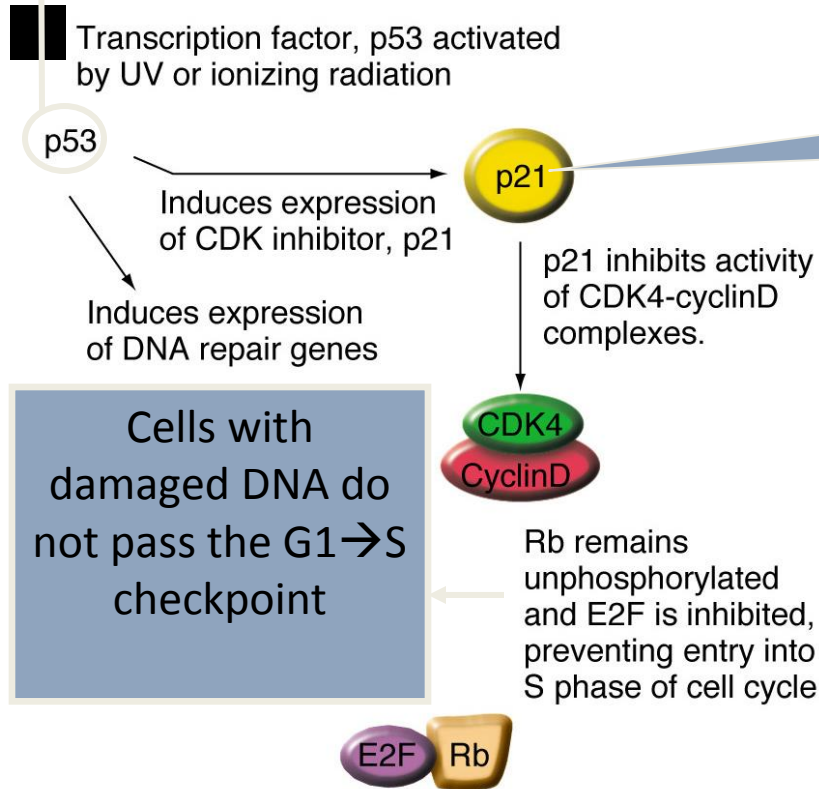 Transcription factor, p53 activated
by UV or ionizing radiation
p53
p21
Induces expression
of CDK inhibitor, p21
p21 inhibits activity
of CDK4-cyclinD
complexes.
Induces expression
of DNA repair genes
CDK4
CyclinD
Cells with
damaged DNA do
not pass the G1→S
checkpoint
Rb remains
unphosphorylated
and E2F is inhibited,
preventing entry into
S phase of cell cycle
E2F
Rb